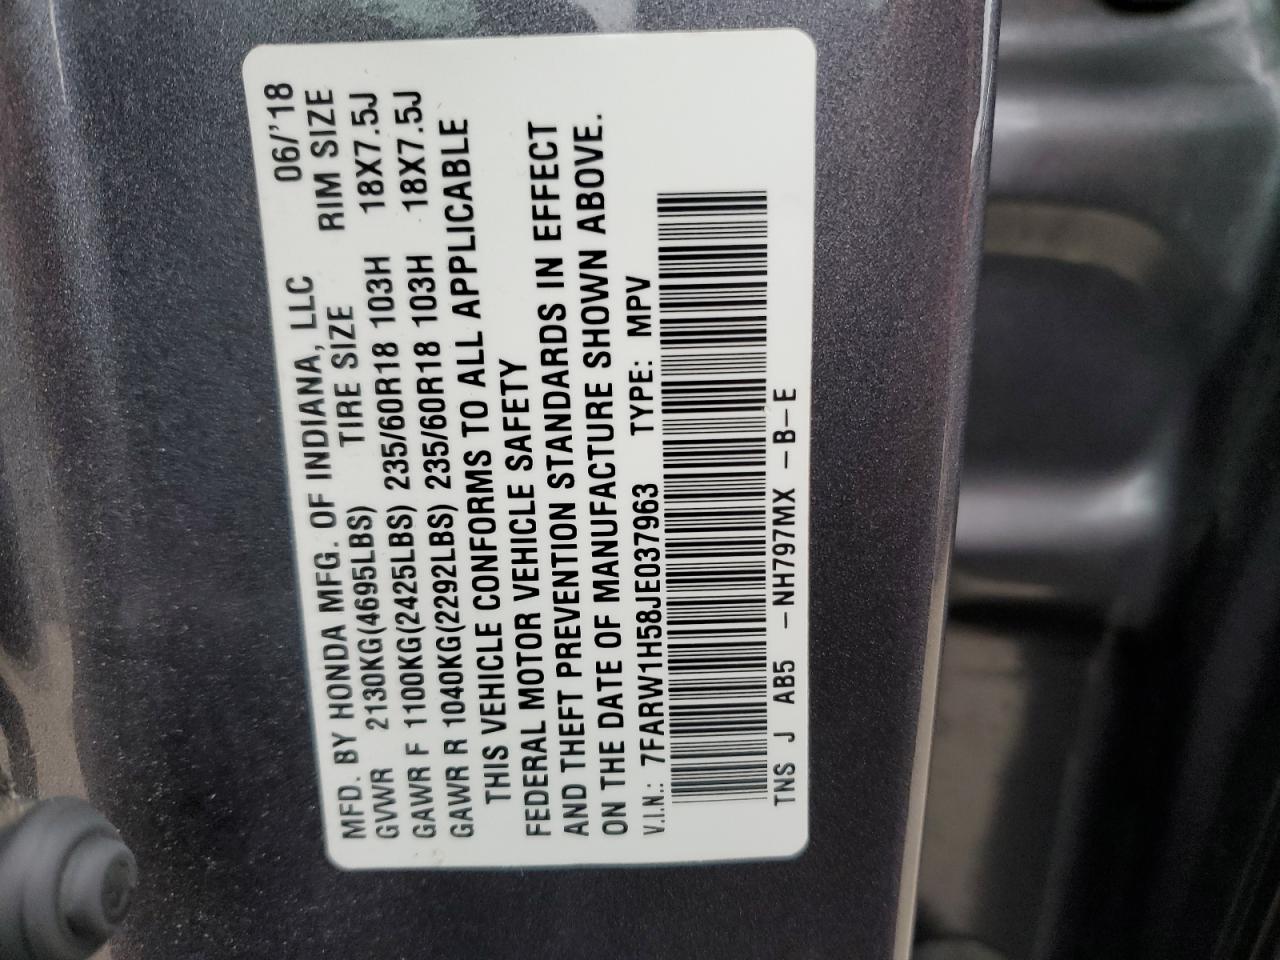 MFD. BY HONDA MFG. OF INDIANA, LLC 06/'18
GVWR 2130KG(4695LBS) TIRE SIZE RIM SIZE
GAWR F 1100KG(2425LBS) 235/60R18 103H 18X7.5J
GAWR R 1040KG(2292LBS) 235/60R18 103H 18X7.5J
THIS VEHICLE CONFORMS TO ALL APPLICABLE
FEDERAL MOTOR VEHICLE SAFETY
AND THEFT PREVENTION STANDARDS IN EFFECT
ON THE DATE OF MANUFACTURE SHOWN ABOVE.
V.I.N.: 7FARW1H58JE037963 TYPE: MPV
TNS J AB5 -NH797MX -B-E